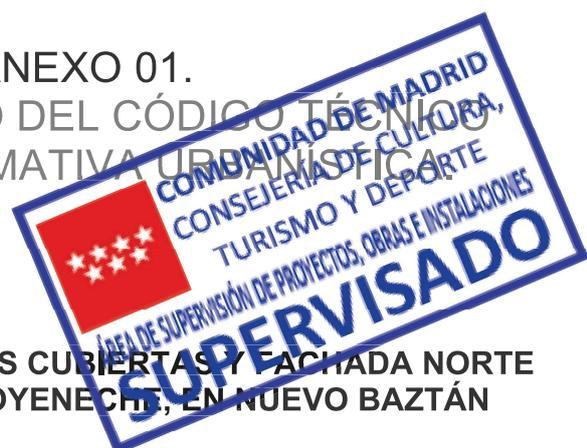 NEXO 01.
DEL CÓDIGO TÉCNICO
MATIVA URBANÍSTICA.
COMUNIDAD DE MADRID
CONSEJERÍA DE CULTURA,
TURISMO Y DEPORTE
ÁREA DE SUPERVISIÓN DE PROYECTOS, OBRAS E INSTALACIONES
SUPERVISADO
S CUBIERTAS Y FACHADA NORTE
OYENECHE, EN NUEVO BAZTÁN